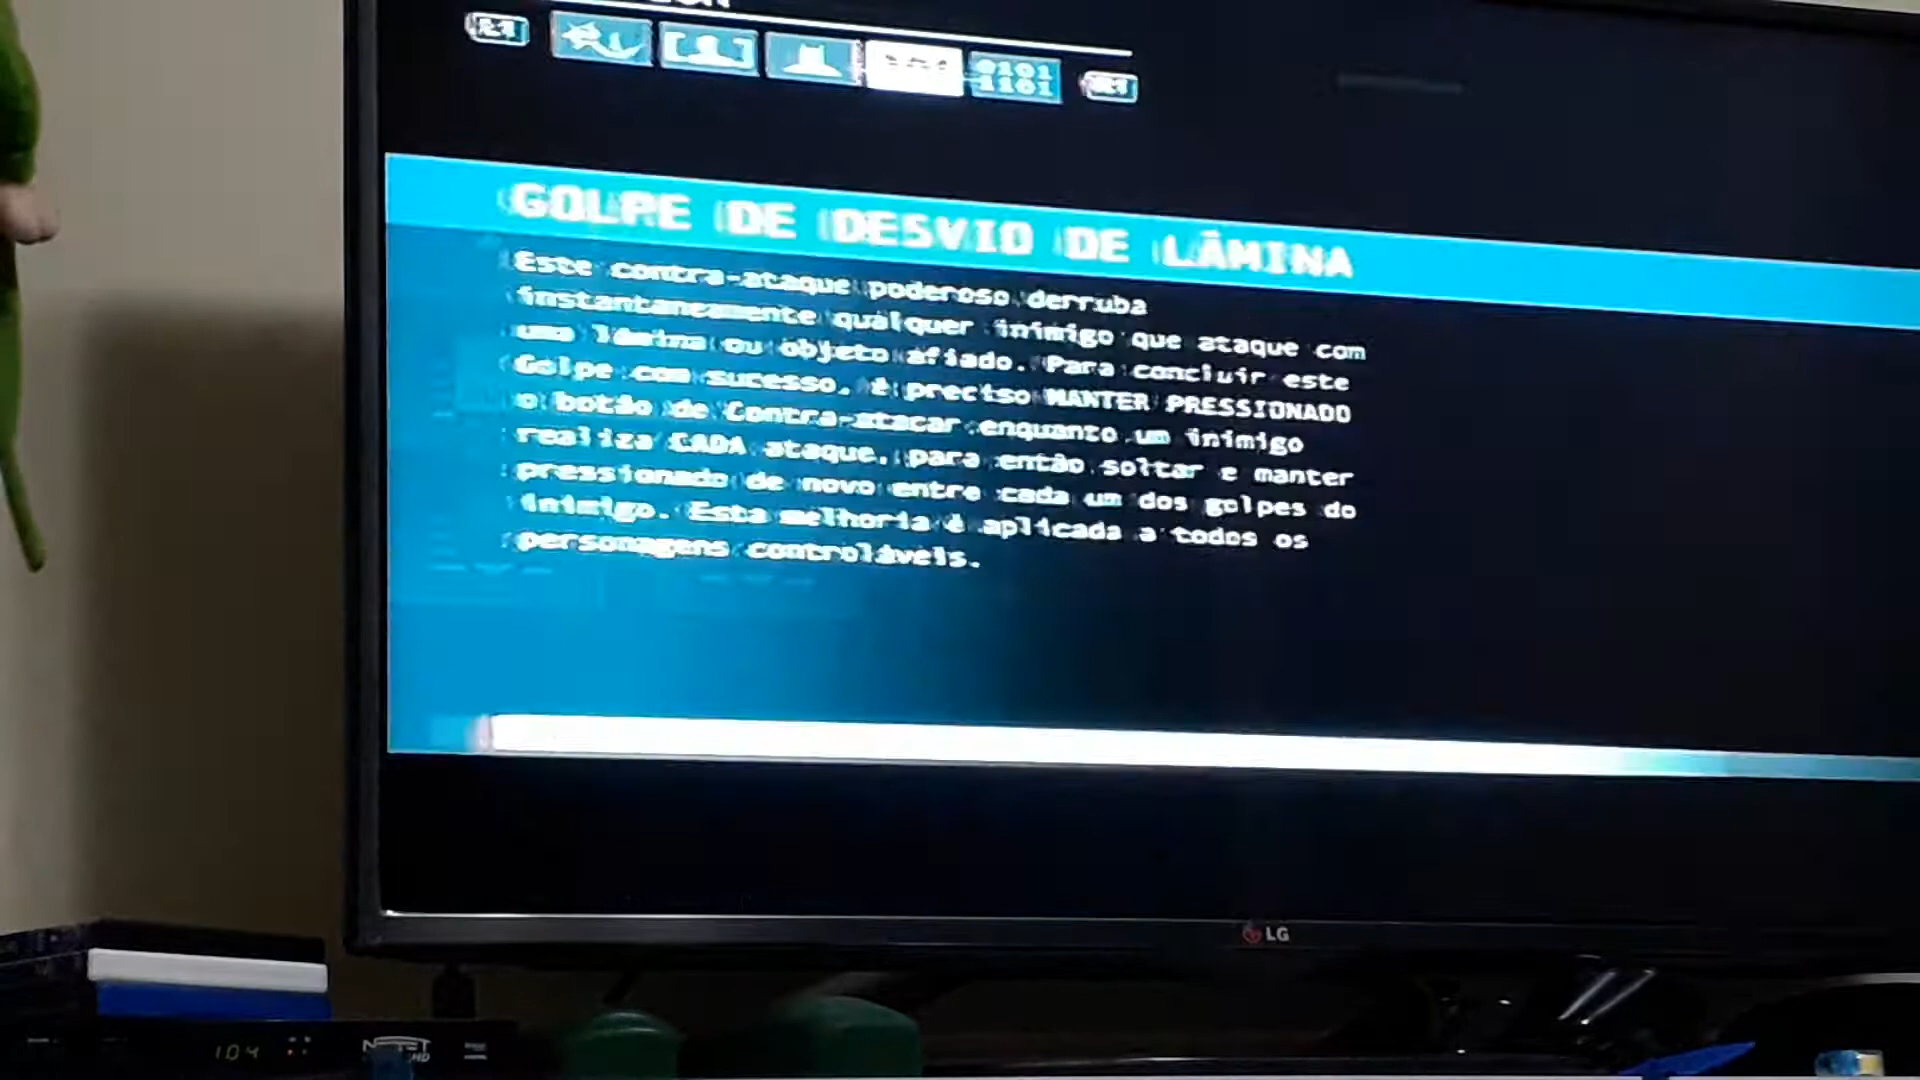 0101
1101
GOLPE DE DESVIO DE LÂMINA
Este contra-ataque poderoso derruba
instantaneamente qualquer inimigo que ataque com
uma lâmina ou objeto afiado. Para concluir este
Golpe com sucesso, é preciso MANTER PRESSIONADO
o botão de Contra-atacar enquanto um inimigo
realiza CADA ataque, para então soltar e manter
pressionado de novo entre cada um dos golpes do
inimigo. Esta melhoria é aplicada a todos os
personagens controláveis.
LG
104